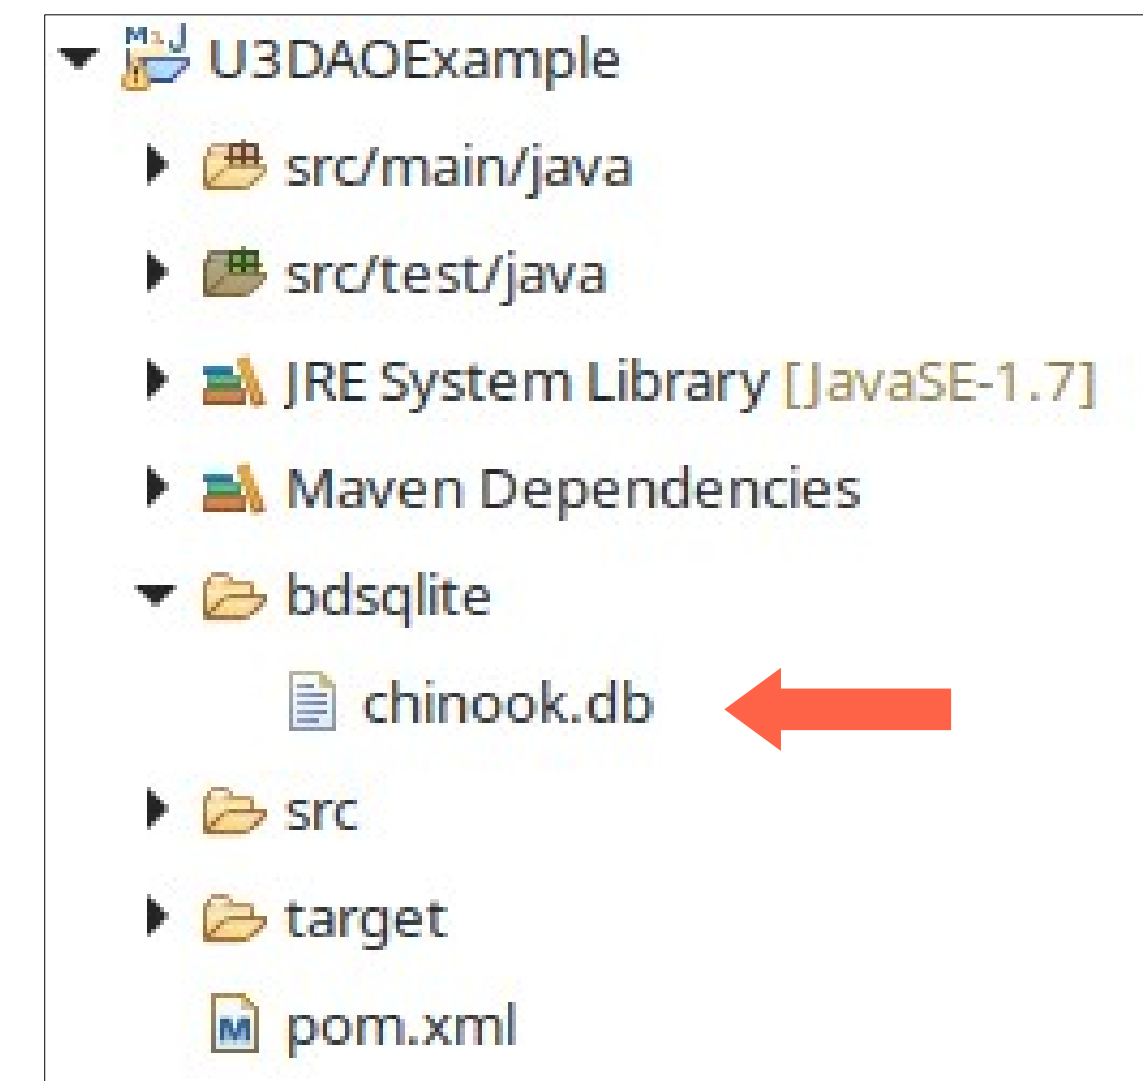 U3DAOExample
src/main/java
src/test/java
JRE System Library [JavaSE-1.7]
Maven Dependencies
bdsqlite
chinook.db
src
target
pom.xml